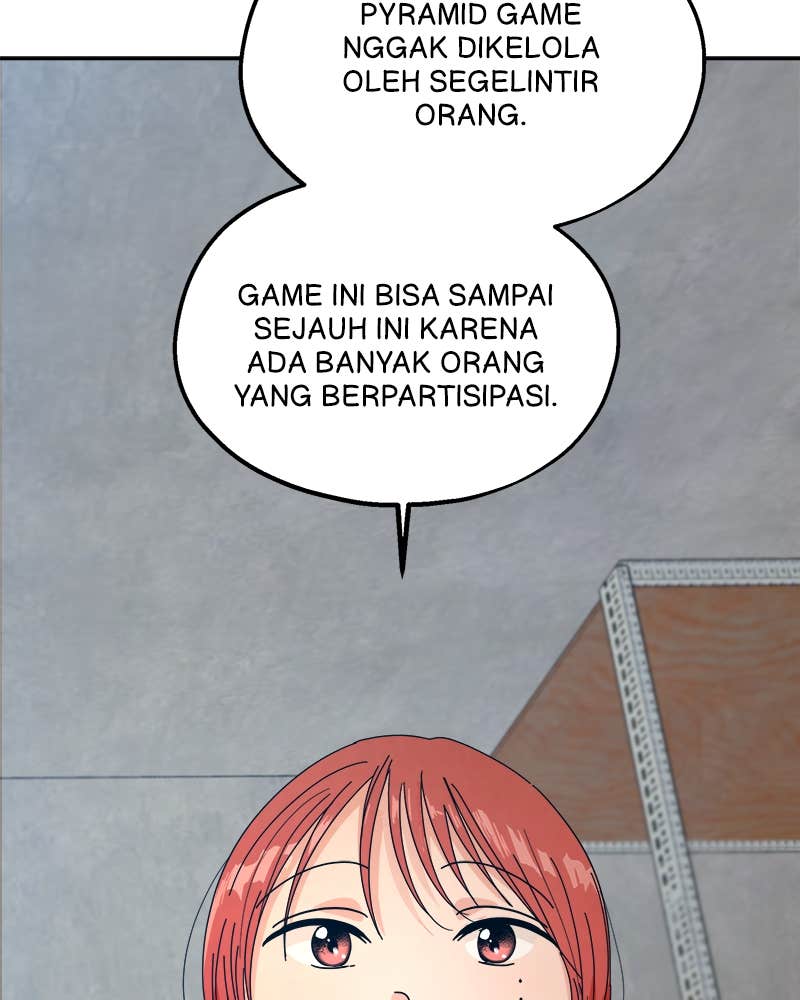 PYRAMID GAME
NGGAK DIKELOLA
OLEH SEGELINTIR
ORANG.
GAME INI BISA SAMPAI
SEJAUH INI KARENA
ADA BANYAK ORANG
YANG BERPARTISIPASI.